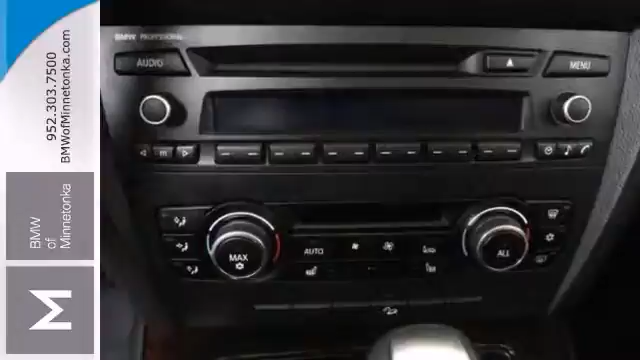 952.303.7500
BMWofMinnetonka.com
BMW
of
Minnetonka
M
BMW PROFESSIONAL
AUDIO
MENU
m
AUTO
MAX
ALL